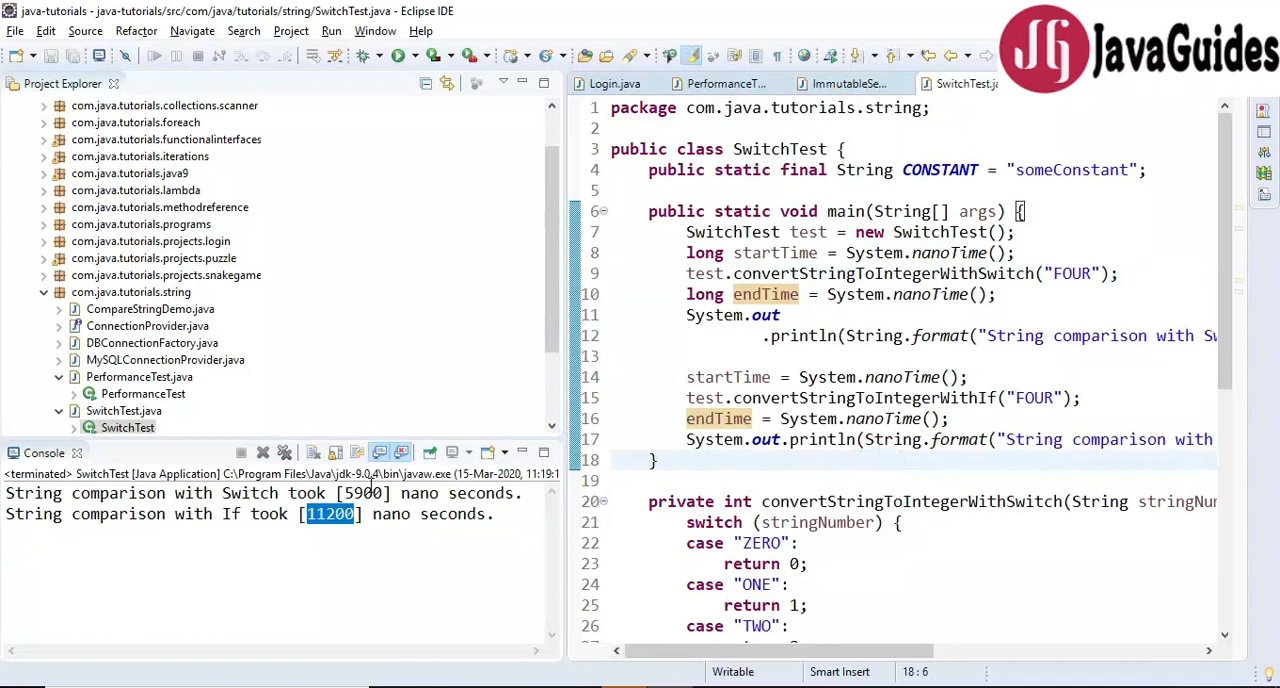 java-tutorials - java-tutorials/src/com/java/tutorials/string/SwitchTest.java - Eclipse IDE
File Edit Source Refactor Navigate Search Project Run Window Help
JG JavaGuides
Project Explorer
com.java.tutorials.collections.scanner
com.java.tutorials.foreach
com.java.tutorials.functionalinterfaces
com.java.tutorials.iterations
com.java.tutorials.java9
com.java.tutorials.lambda
com.java.tutorials.methodreference
com.java.tutorials.programs
com.java.tutorials.projects.login
com.java.tutorials.projects.puzzle
com.java.tutorials.projects.snakegame
com.java.tutorials.string
CompareStringDemo.java
ConnectionProvider.java
DBConnectionFactory.java
MySQLConnectionProvider.java
PerformanceTest.java
PerformanceTest
SwitchTest.java
SwitchTest
Console
<terminated> SwitchTest [Java Application] C:\Program Files\Java\jdk-9.0.4\bin\javaw.exe (15-Mar-2020, 11:19:1
String comparison with Switch took [5900] nano seconds.
String comparison with If took [11200] nano seconds.
Login.java PerformanceT... ImmutableSe... SwitchTest.ja
1 package com.java.tutorials.string;
2
3 public class SwitchTest {
4 public static final String CONSTANT = "someConstant";
5
6 public static void main(String[] args) {
7 SwitchTest test = new SwitchTest();
8 long startTime = System.nanoTime();
9 test.convertStringToIntegerWithSwitch("FOUR");
10 long endTime = System.nanoTime();
11 System.out
12 .println(String.format("String comparison with Sw
13
14 startTime = System.nanoTime();
15 test.convertStringToIntegerWithIf("FOUR");
16 endTime = System.nanoTime();
17 System.out.println(String.format("String comparison with
18 }
19
20 private int convertStringToIntegerWithSwitch(String stringNu
21 switch (stringNumber) {
22 case "ZERO":
23 return 0;
24 case "ONE":
25 return 1;
26 case "TWO":
Writable Smart Insert 18 : 6